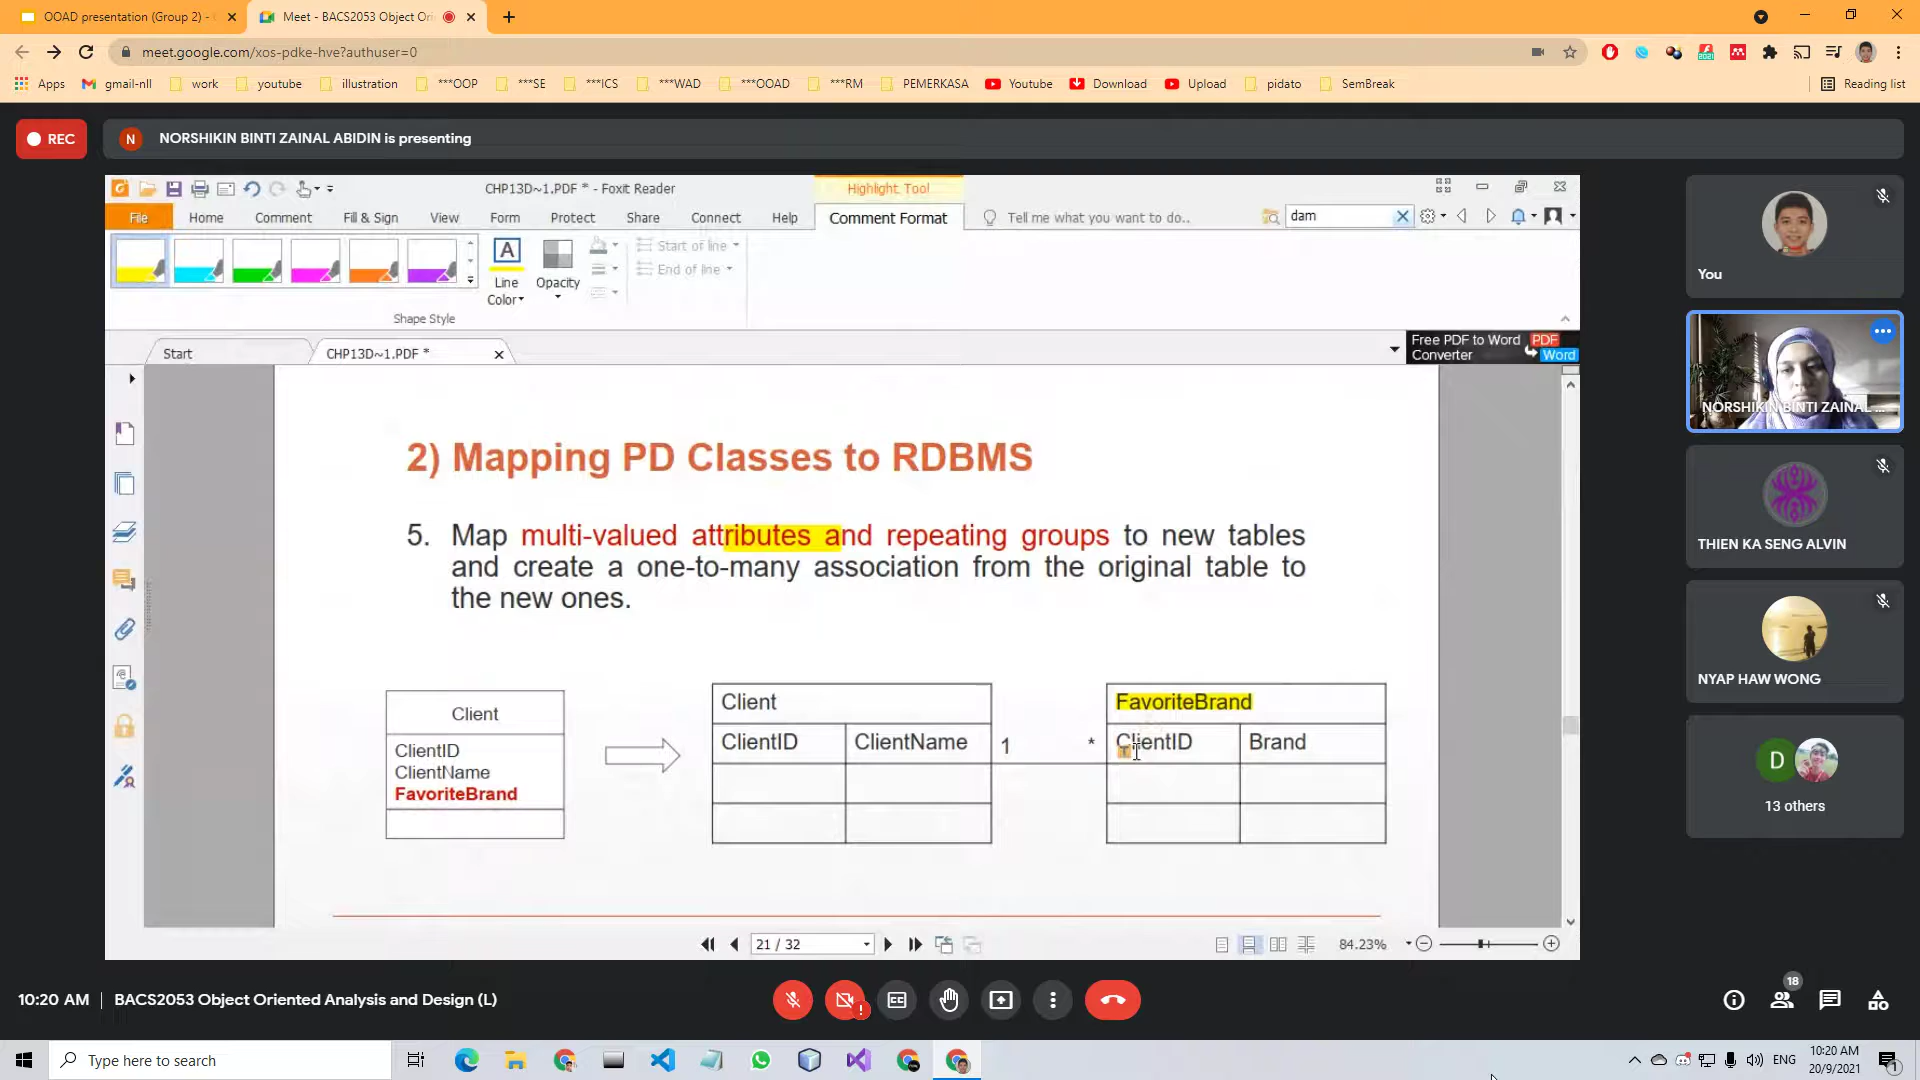 OOAD presentation (Group 2) -
Meet - BACS2053 Object Ori
meet.google.com/xos-pdke-hve?authuser=0
Apps
gmail-nll
work
youtube
illustration
***OOP
***SE
***ICS
***WAD
***OOAD
***RM
PEMERKASA
Youtube
Download
Upload
pidato
SemBreak
Reading list
REC
N
NORSHIKIN BINTI ZAINAL ABIDIN is presenting
CHP13D~1.PDF * - Foxit Reader
Highlight Tool
File
Home
Comment
Fill & Sign
View
Form
Protect
Share
Connect
Help
Comment Format
Tell me what you want to do..
dam
A
Line
Color
Opacity
Start of line
End of line
Shape Style
Start
CHP13D~1.PDF *
Free PDF to Word
Converter
PDF
Word
2) Mapping PD Classes to RDBMS
5. Map multi-valued attributes and repeating groups to new tables
and create a one-to-many association from the original table to
the new ones.
Client
ClientID
ClientName
FavoriteBrand
Client
ClientID
ClientName
1
*
FavoriteBrand
ClientID
Brand
21 / 32
84.23%
You
NORSHIKIN BINTI ZAINAL ...
THIEN KA SENG ALVIN
NYAP HAW WONG
D
13 others
10:20 AM
BACS2053 Object Oriented Analysis and Design (L)
CC
18
Type here to search
ENG
10:20 AM
20/9/2021
1